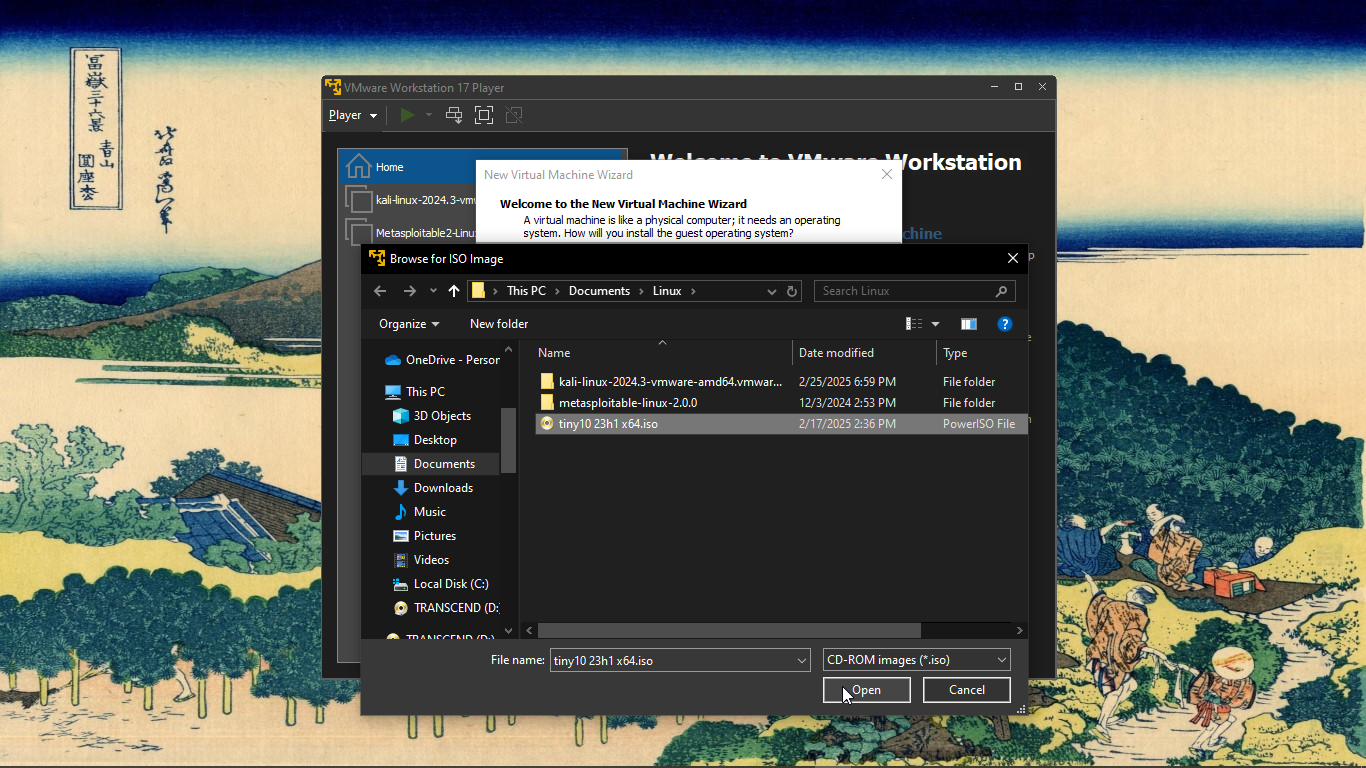 冨嶽三十六景
青山
圓座枩
VMware Workstation 17 Player
Player
Home
kali-linux-2024.3-vmw
Metasploitable2-Linu
Welcome to VMware Workstation
New Virtual Machine Wizard
Welcome to the New Virtual Machine Wizard
A virtual machine is like a physical computer; it needs an operating
system. How will you install the guest operating system?
chine
Browse for ISO Image
This PC > Documents > Linux >
Search Linux
Organize
New folder
?
OneDrive - Person
This PC
3D Objects
Desktop
Documents
Downloads
Music
Pictures
Videos
Local Disk (C:)
TRANSCEND (D:)
TRANSCEND (D:)
Name Date modified Type
kali-linux-2024.3-vmware-amd64.vmwar... 2/25/2025 6:59 PM File folder
metasploitable-linux-2.0.0 12/3/2024 2:53 PM File folder
tiny10 23h1 x64.iso 2/17/2025 2:36 PM PowerISO File
File name: tiny10 23h1 x64.iso CD-ROM images (*.iso)
Open Cancel